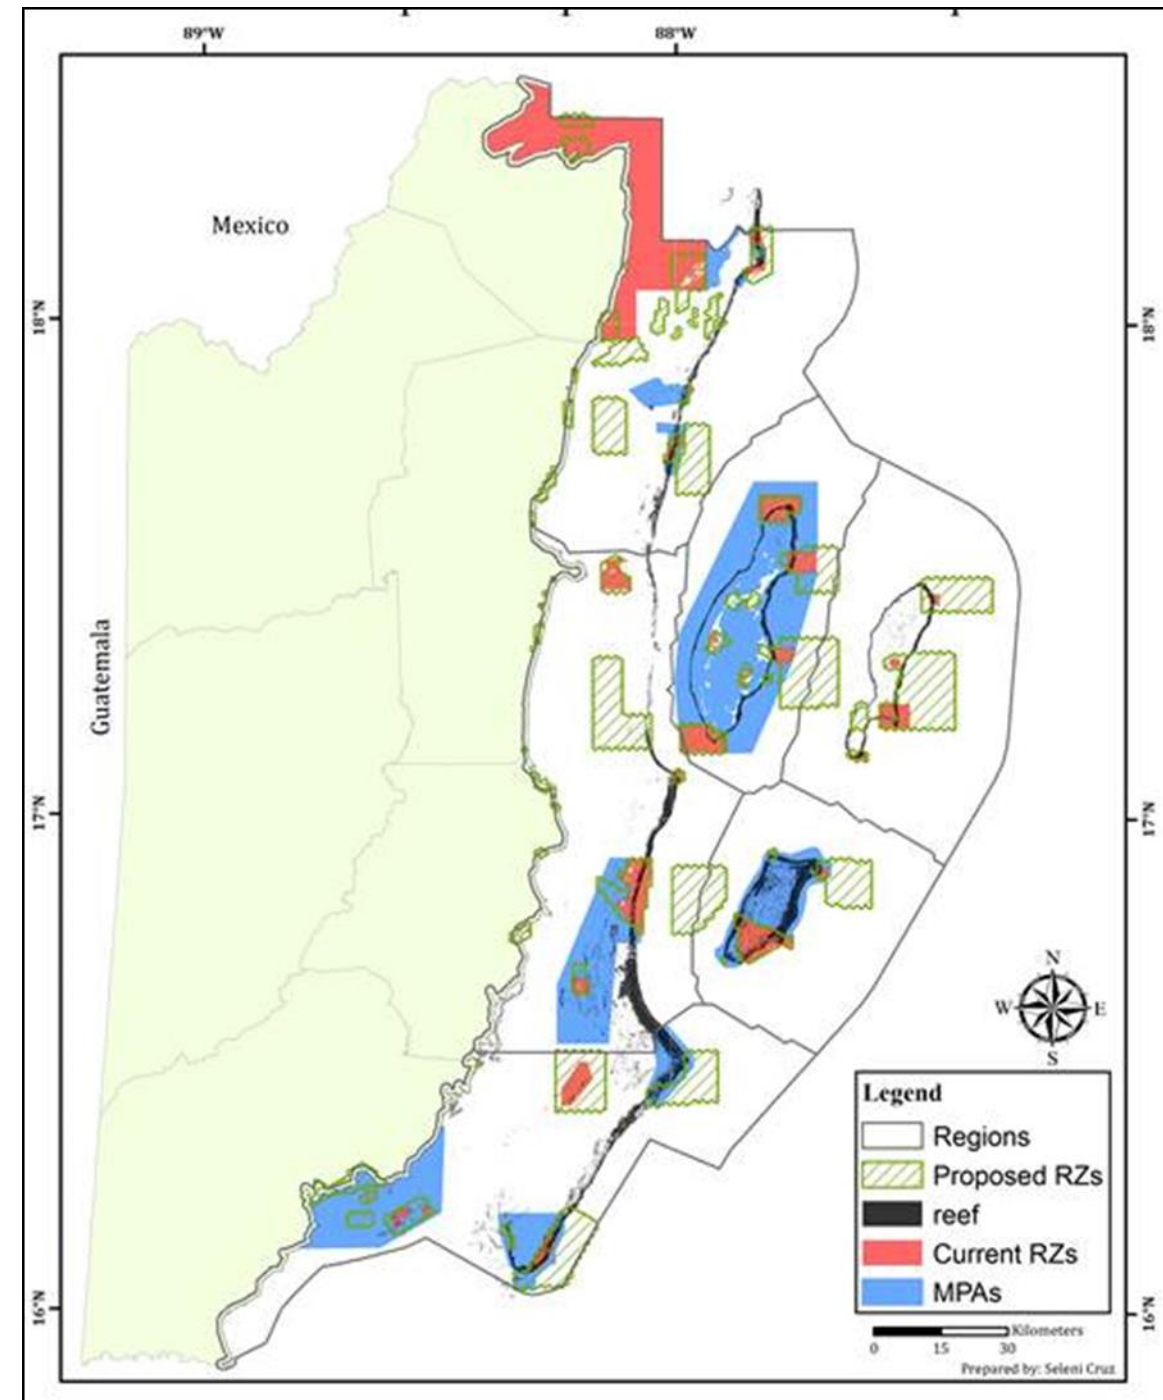 89°W
88°W
Mexico
18°N
18°N
Guatemala
17°N
17°N
N
W
E
S
Legend
Regions
Proposed RZs
reef
Current RZs
MPAs
16°N
16°N
Kilometers
0 15 30
Prepared by: Seleni Cruz